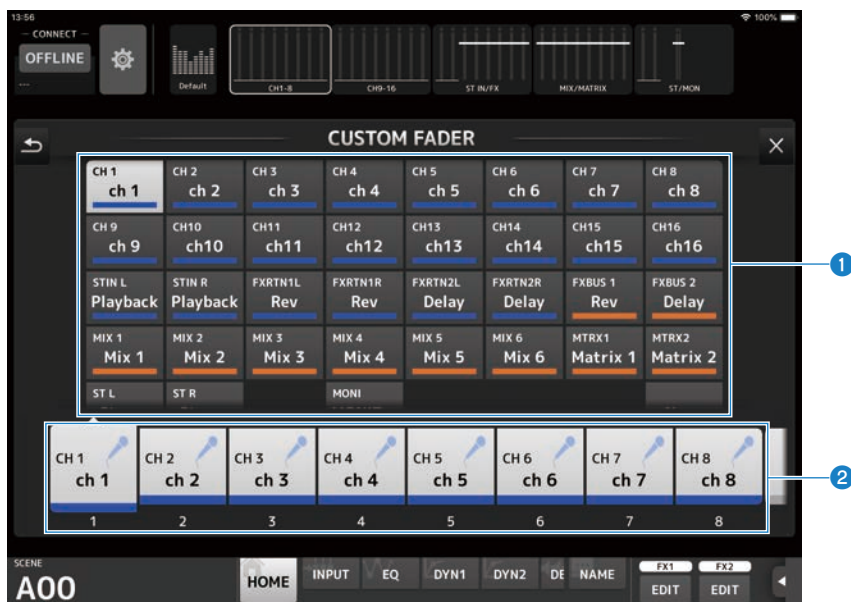 13:56
100%
CONNECT
OFFLINE
---
Default
CH1-8
CH9-16
ST IN/FX
MIX/MATRIX
ST/MON
CUSTOM FADER
CH 1 CH 2 CH 3 CH 4 CH 5 CH 6 CH 7 CH 8
ch 1 ch 2 ch 3 ch 4 ch 5 ch 6 ch 7 ch 8
CH 9 CH10 CH11 CH12 CH13 CH14 CH15 CH16
ch 9 ch10 ch11 ch12 ch13 ch14 ch15 ch16
1
STIN L STIN R FXRTN1L FXRTN1R FXRTN2L FXRTN2R FXBUS 1 FXBUS 2
Playback Playback Rev Rev Delay Delay Rev Delay
MIX 1 MIX 2 MIX 3 MIX 4 MIX 5 MIX 6 MTRX1 MTRX2
Mix 1 Mix 2 Mix 3 Mix 4 Mix 5 Mix 6 Matrix 1 Matrix 2
ST L ST R MONI
CH 1 CH 2 CH 3 CH 4 CH 5 CH 6 CH 7 CH 8
ch 1 ch 2 ch 3 ch 4 ch 5 ch 6 ch 7 ch 8
2
1 2 3 4 5 6 7 8
SCENE
A00
HOME INPUT EQ DYN1 DYN2 DE NAME
FX1 FX2
EDIT EDIT